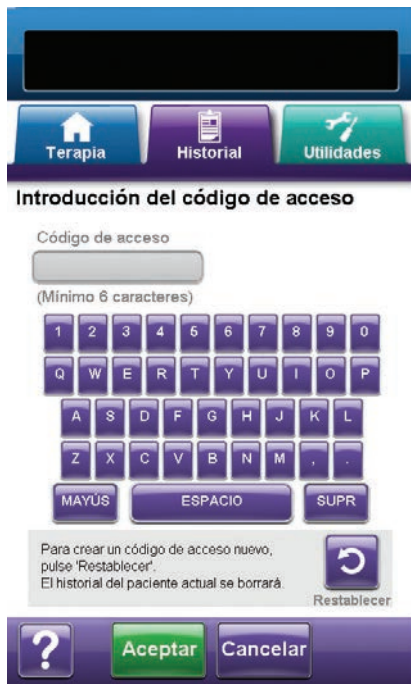 Terapia Historial Utilidades
Introducción del código de acceso
Código de acceso
(Mínimo 6 caracteres)
1 2 3 4 5 6 7 8 9 0
Q W E R T Y U I O P
A S D F G H J K L
Z X C V B N M , .
MAYÚS ESPACIO SUPR
Para crear un código de acceso nuevo,
pulse 'Restablecer'.
El historial del paciente actual se borrará.
Restablecer
? Aceptar Cancelar